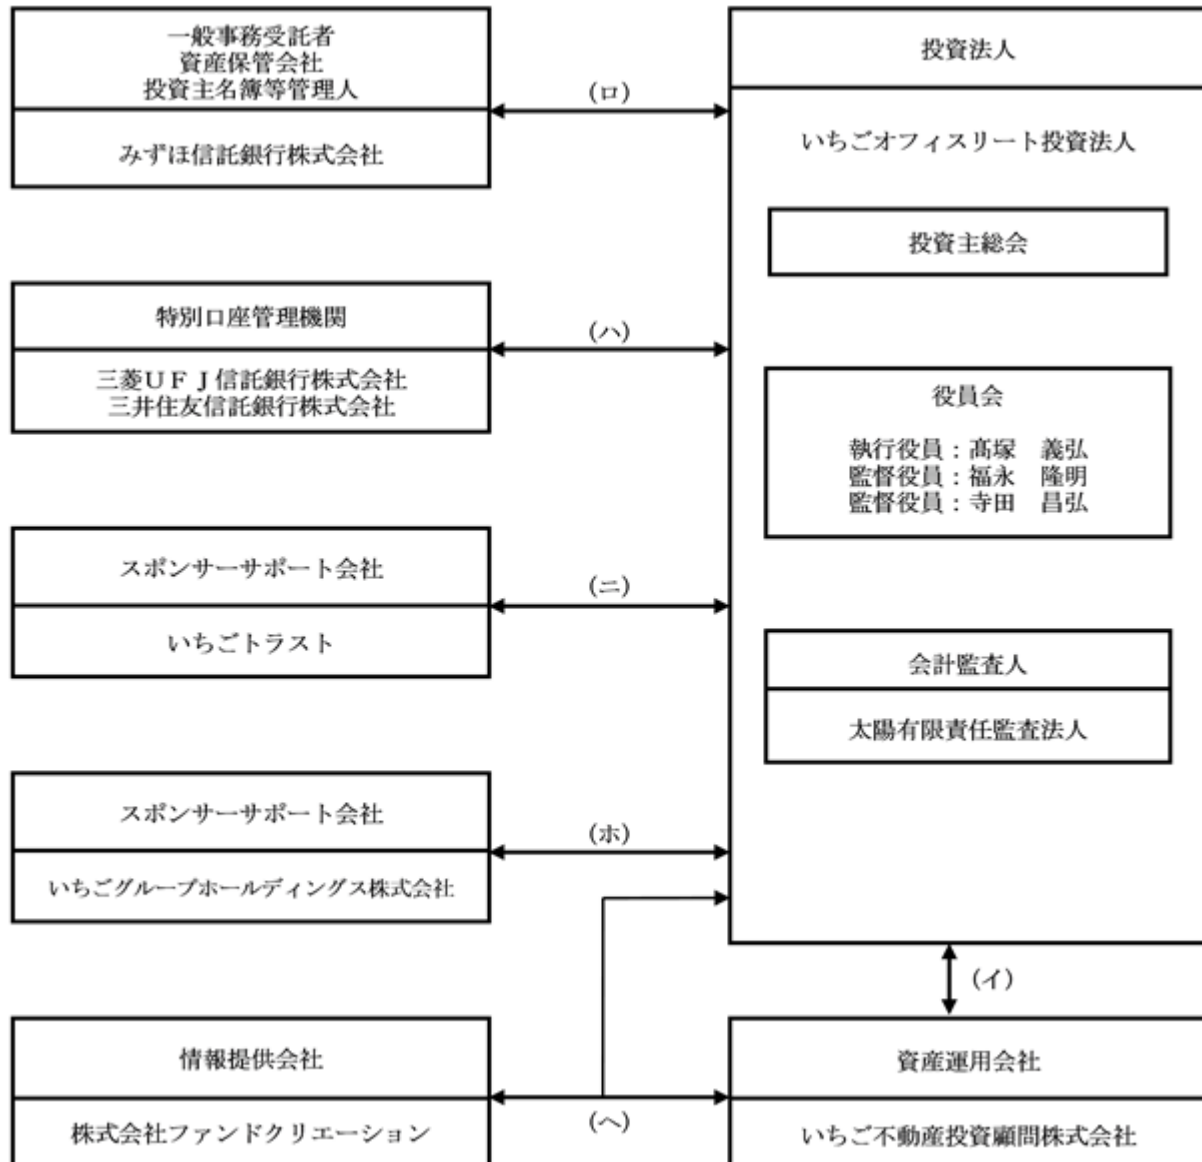 一般事務受託者
資産保管会社
投資主名簿等管理人
みずほ信託銀行株式会社
(ロ)
投資法人
いちごオフィスリート投資法人
投資主総会
特別口座管理機関
三菱ＵＦＪ信託銀行株式会社
三井住友信託銀行株式会社
(ハ)
役員会
執行役員：髙塚　義弘
監督役員：福永　隆明
監督役員：寺田　昌弘
スポンサーサポート会社
いちごトラスト
(ニ)
会計監査人
太陽有限責任監査法人
スポンサーサポート会社
いちごグループホールディングス株式会社
(ホ)
(イ)
情報提供会社
株式会社ファンドクリエーション
(ヘ)
資産運用会社
いちご不動産投資顧問株式会社